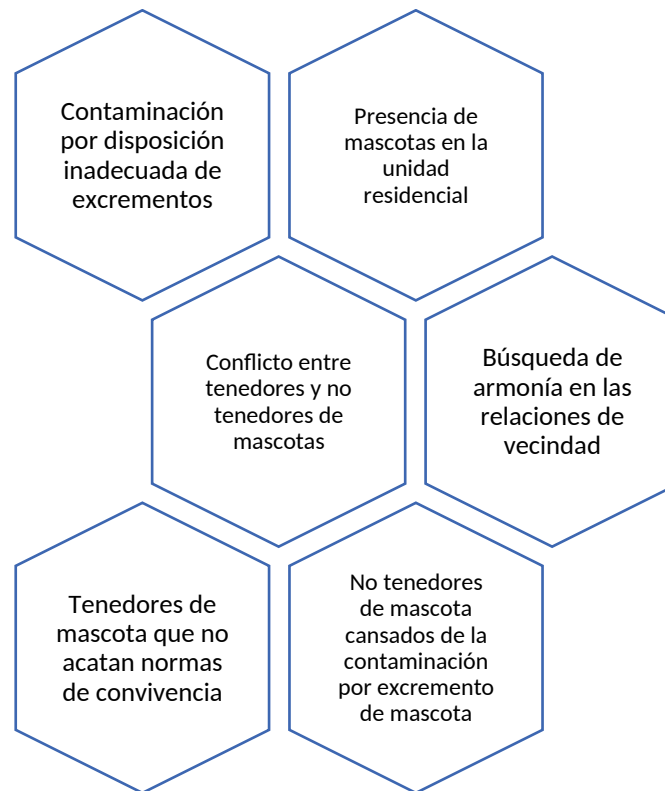 Contaminación
por disposición
inadecuada de
excrementos
Presencia de
mascotas en la
unidad
residencial
Conflicto entre
tenedores y no
tenedores de
mascotas
Búsqueda de
armonía en las
relaciones de
vecindad
Tenedores de
mascota que no
acatan normas
de convivencia
No tenedores
de mascota
cansados de la
contaminación
por excremento
de mascota